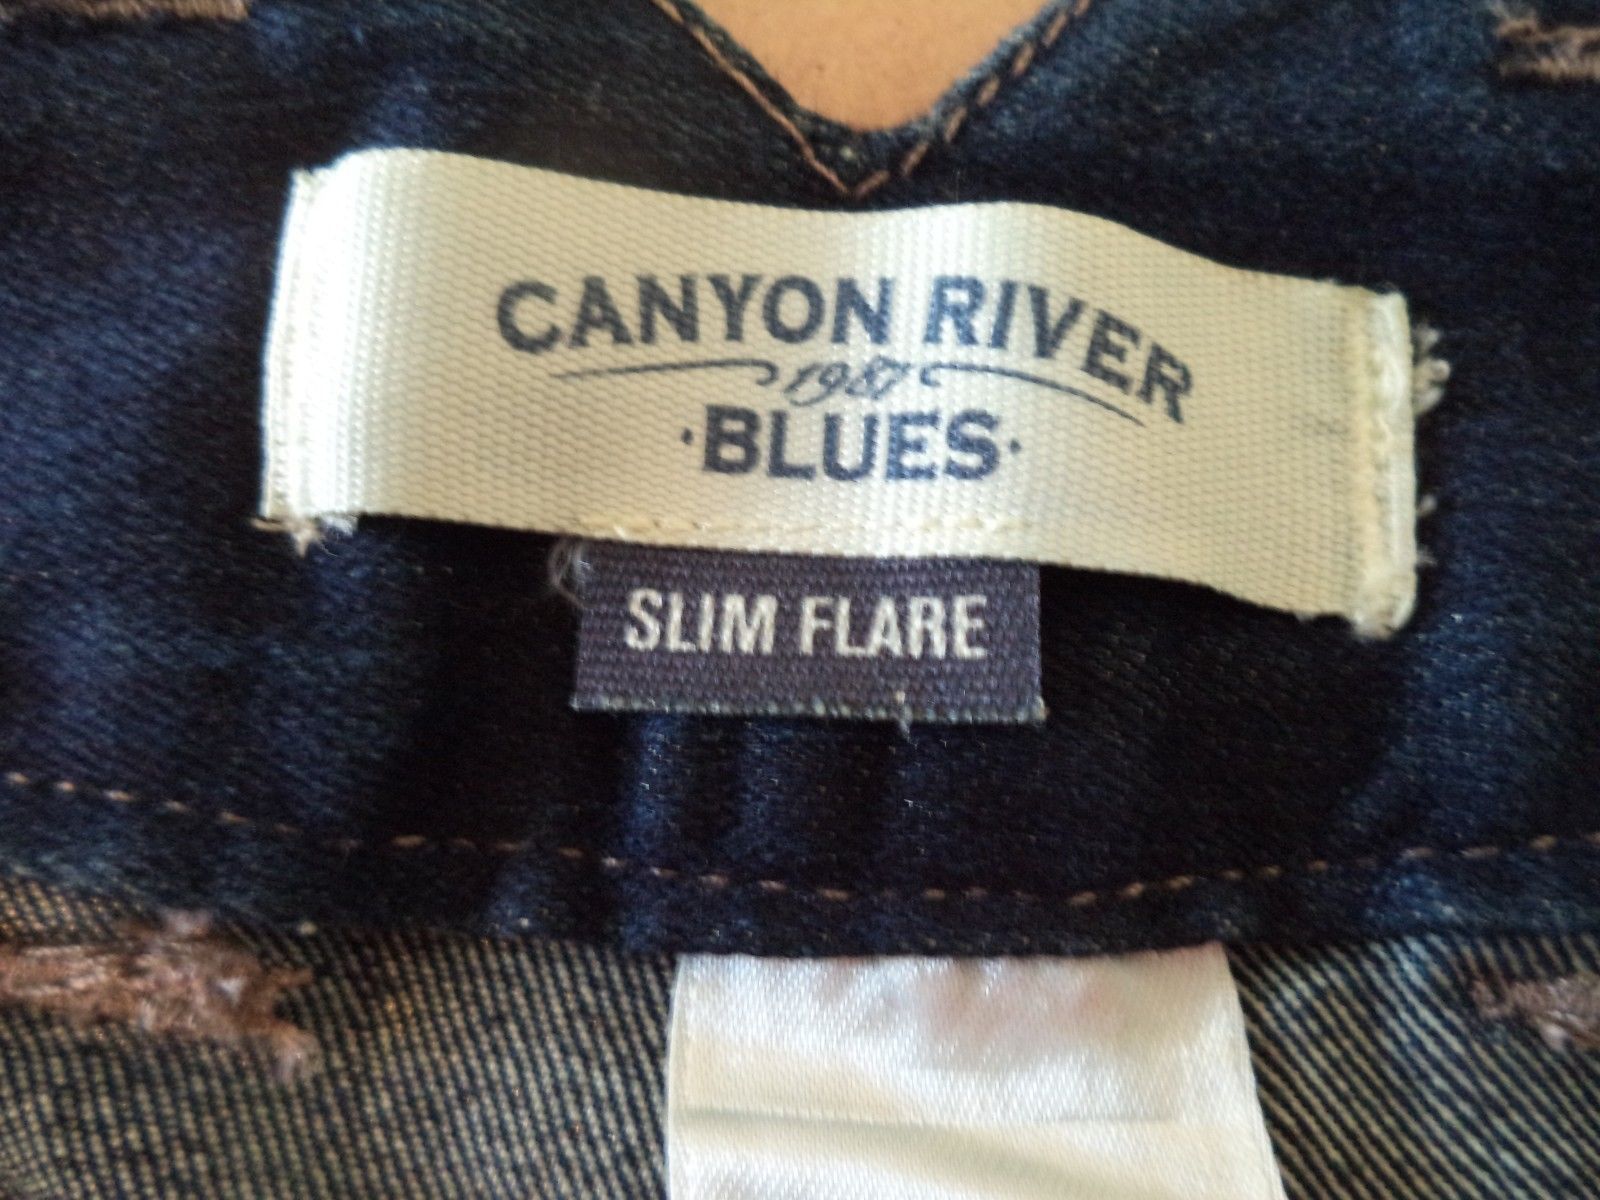 CANYON RIVER
1987
·BLUES·
SLIM FLARE